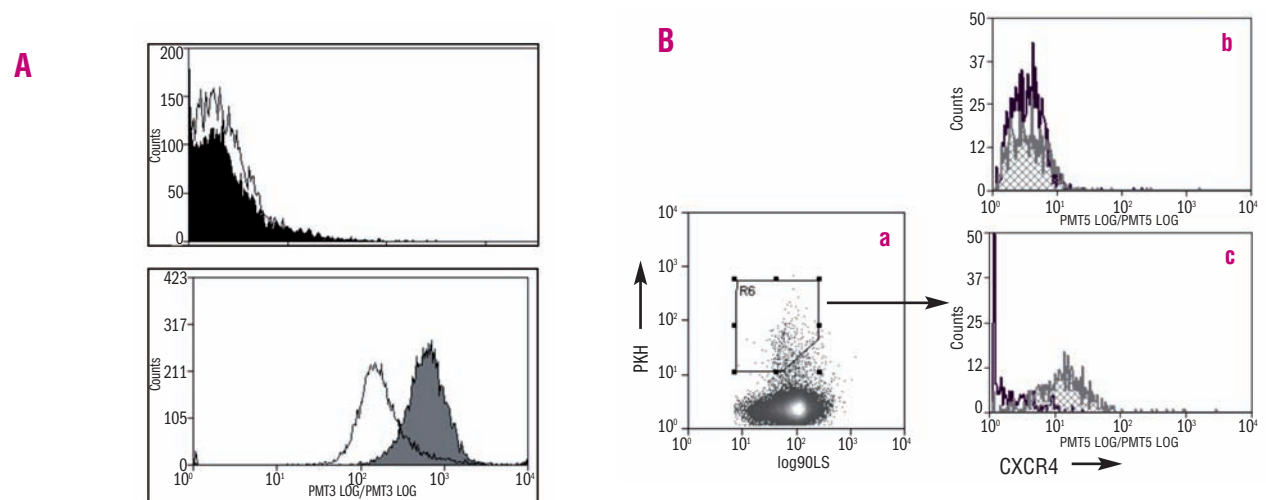 A
200
150
100
50
0
Counts
423
317
211
105
0
Counts
10⁰ 10¹ 10² 10³ 10⁴
PMT3 LOG/PMT3 LOG
B
a
R6
10⁴
10³
10²
10¹
10⁰
PKH
10⁰ 10¹ 10² 10³ 10⁴
log90LS
b
50
37
25
12
0
Counts
10⁰ 10¹ 10² 10³ 10⁴
PMT5 LOG/PMT5 LOG
c
50
37
25
12
0
Counts
10⁰ 10¹ 10² 10³ 10⁴
PMT5 LOG/PMT5 LOG
CXCR4